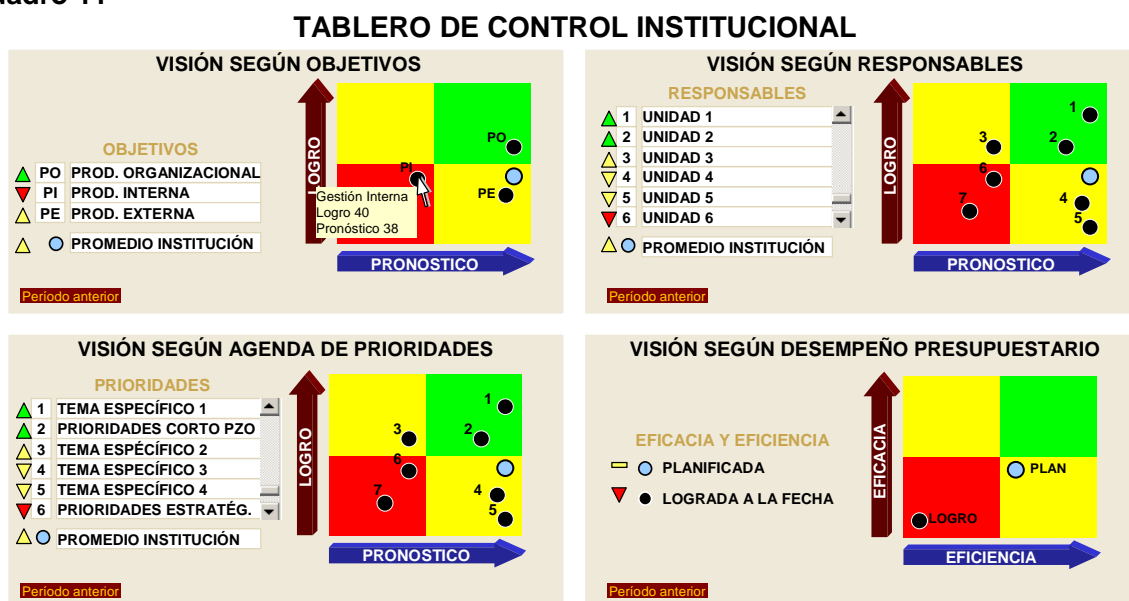 TABLERO DE CONTROL INSTITUCIONAL
VISIÓN SEGÚN OBJETIVOS
OBJETIVOS
PO PROD. ORGANIZACIONAL
PI PROD. INTERNA
PE PROD. EXTERNA
PROMEDIO INSTITUCIÓN
LOGRO
PO
PI
PE
Gestión Interna
Logro 40
Pronóstico 38
PRONOSTICO
Período anterior
VISIÓN SEGÚN RESPONSABLES
RESPONSABLES
1 UNIDAD 1
2 UNIDAD 2
3 UNIDAD 3
4 UNIDAD 4
5 UNIDAD 5
6 UNIDAD 6
PROMEDIO INSTITUCIÓN
LOGRO
1
2
3
6
7
4
5
PRONOSTICO
Período anterior
VISIÓN SEGÚN AGENDA DE PRIORIDADES
PRIORIDADES
1 TEMA ESPECÍFICO 1
2 PRIORIDADES CORTO PZO
3 TEMA ESPÉCÍFICO 2
4 TEMA ESPECÍFICO 3
5 TEMA ESPECÍFICO 4
6 PRIORIDADES ESTRATÉG.
PROMEDIO INSTITUCIÓN
LOGRO
1
2
3
6
7
4
5
PRONOSTICO
Período anterior
VISIÓN SEGÚN DESEMPEÑO PRESUPUESTARIO
EFICACIA Y EFICIENCIA
PLANIFICADA
LOGRADA A LA FECHA
EFICACIA
PLAN
LOGRO
EFICIENCIA
Período anterior